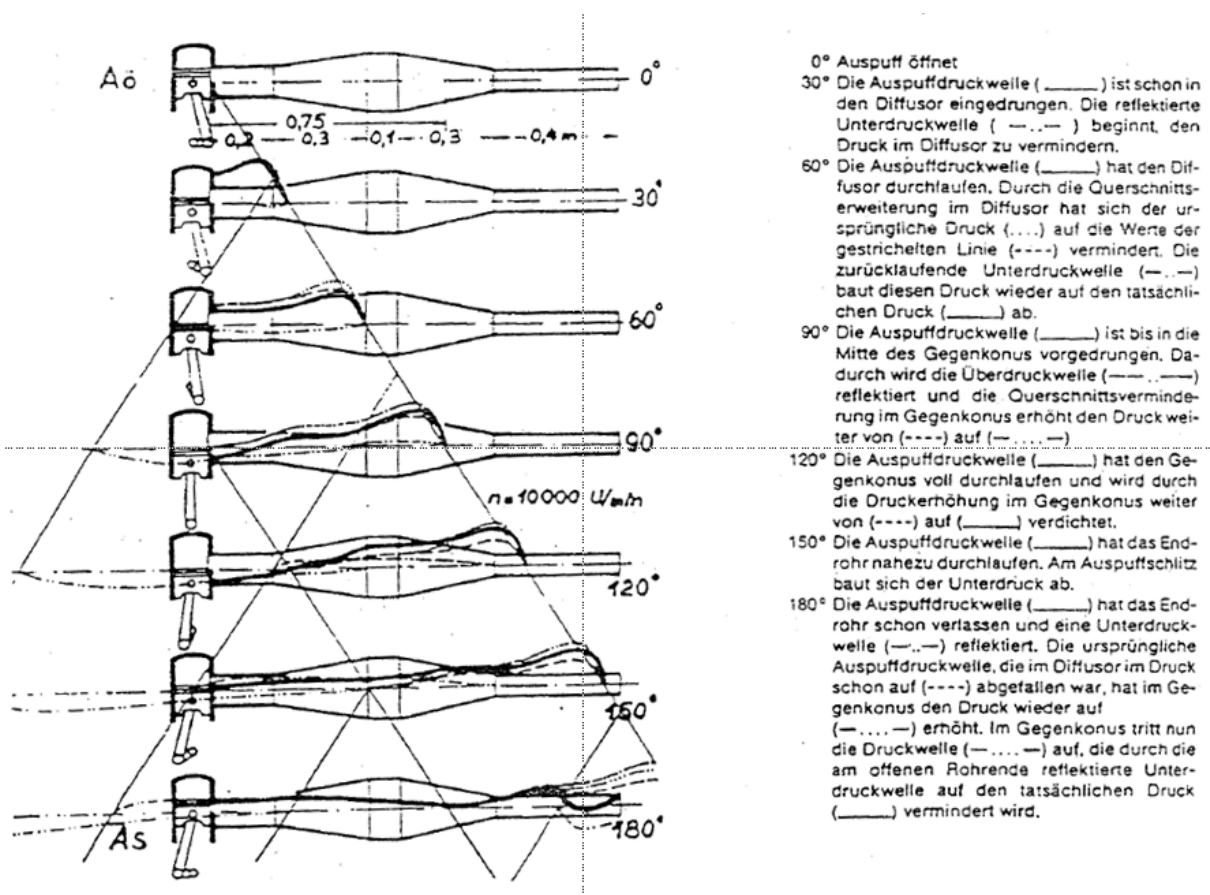 Aö
0°
0,75
0,2 0,3 0,1 0,3 0,4 m
30°
60°
90°
n = 10000 U/min
120°
150°
180°
As
0° Auspuff öffnet
30° Die Auspuffdruckwelle (_____) ist schon in
den Diffusor eingedrungen. Die reflektierte
Unterdruckwelle ( —..— ) beginnt, den
Druck im Diffusor zu vermindern.
60° Die Auspuffdruckwelle (_____) hat den Dif-
fusor durchlaufen. Durch die Querschnitts-
erweiterung im Diffusor hat sich der ur-
sprüngliche Druck (....) auf die Werte der
gestrichelten Linie (----) vermindert. Die
zurücklaufende Unterdruckwelle (—..—)
baut diesen Druck wieder auf den tatsächli-
chen Druck (_____) ab.
90° Die Auspuffdruckwelle (_____) ist bis in die
Mitte des Gegenkonus vorgedrungen. Da-
durch wird die Überdruckwelle (——..——)
reflektiert und die Querschnittsverminde-
rung im Gegenkonus erhöht den Druck wei-
ter von (----) auf (—....—)
120° Die Auspuffdruckwelle (_____) hat den Ge-
genkonus voll durchlaufen und wird durch
die Druckerhöhung im Gegenkonus weiter
von (----) auf (_____) verdichtet.
150° Die Auspuffdruckwelle (_____) hat das End-
rohr nahezu durchlaufen. Am Auspuffschlitz
baut sich der Unterdruck ab.
180° Die Auspuffdruckwelle (_____) hat das End-
rohr schon verlassen und eine Unterdruck-
welle (—..—) reflektiert. Die ursprüngliche
Auspuffdruckwelle, die im Diffusor im Druck
schon auf (----) abgefallen war, hat im Ge-
genkonus den Druck wieder auf
(—....—) erhöht. Im Gegenkonus tritt nun
die Druckwelle (—....—) auf, die durch die
am offenen Rohrende reflektierte Unter-
druckwelle auf den tatsächlichen Druck
(_____) vermindert wird.